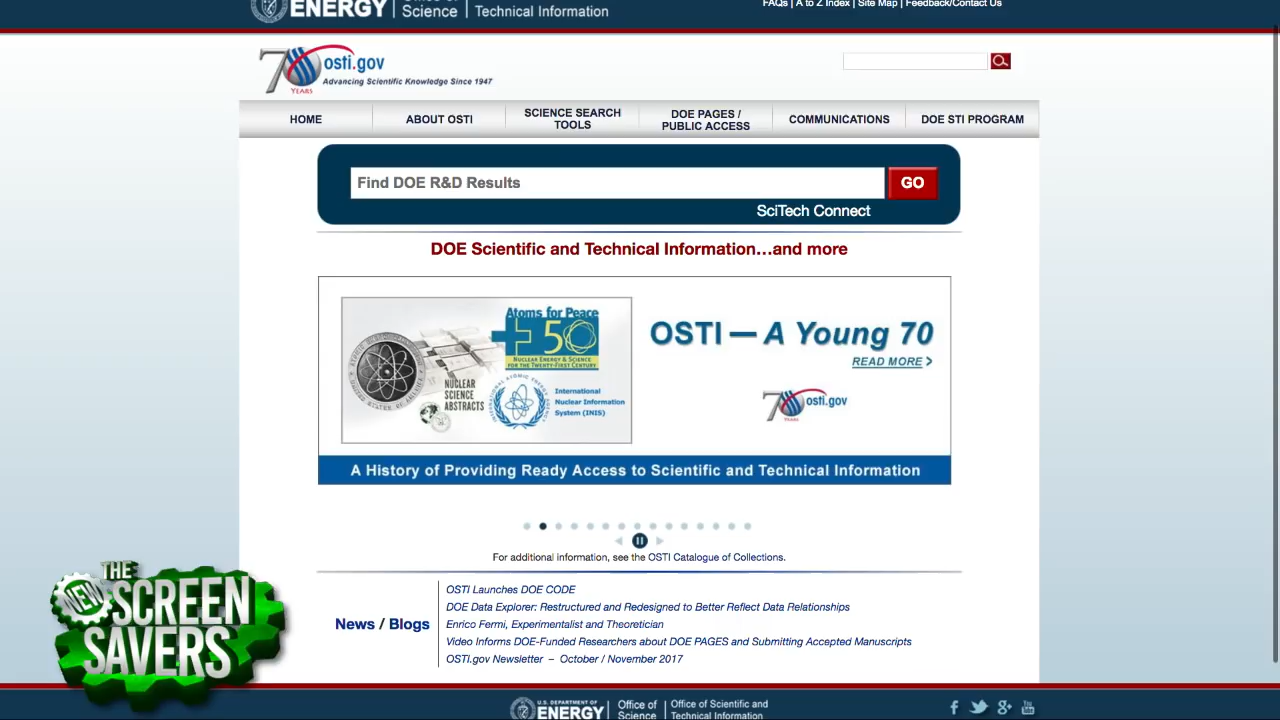 ENERGY
Office of
Science
Technical Information
FAQs | A to Z Index | Site Map | Feedback/Contact Us
70 YEARS
osti.gov
Advancing Scientific Knowledge Since 1947
HOME
ABOUT OSTI
SCIENCE SEARCH
TOOLS
DOE PAGES /
PUBLIC ACCESS
COMMUNICATIONS
DOE STI PROGRAM
Find DOE R&D Results
GO
SciTech Connect
DOE Scientific and Technical Information…and more
Atoms for Peace
+50
NUCLEAR ENERGY & SCIENCE
FOR THE TWENTY-FIRST CENTURY
NUCLEAR
SCIENCE
ABSTRACTS
International
Nuclear Information
System (INIS)
OSTI — A Young 70
READ MORE >
70 YEARS
osti.gov
A History of Providing Ready Access to Scientific and Technical Information
For additional information, see the OSTI Catalogue of Collections.
News / Blogs
OSTI Launches DOE CODE
DOE Data Explorer: Restructured and Redesigned to Better Reflect Data Relationships
Enrico Fermi, Experimentalist and Theoretician
Video Informs DOE-Funded Researchers about DOE PAGES and Submitting Accepted Manuscripts
OSTI.gov Newsletter – October / November 2017
THE
NEW
SCREEN
SAVERS
U.S. DEPARTMENT OF
ENERGY
Office of
Science
Office of Scientific and
Technical Information